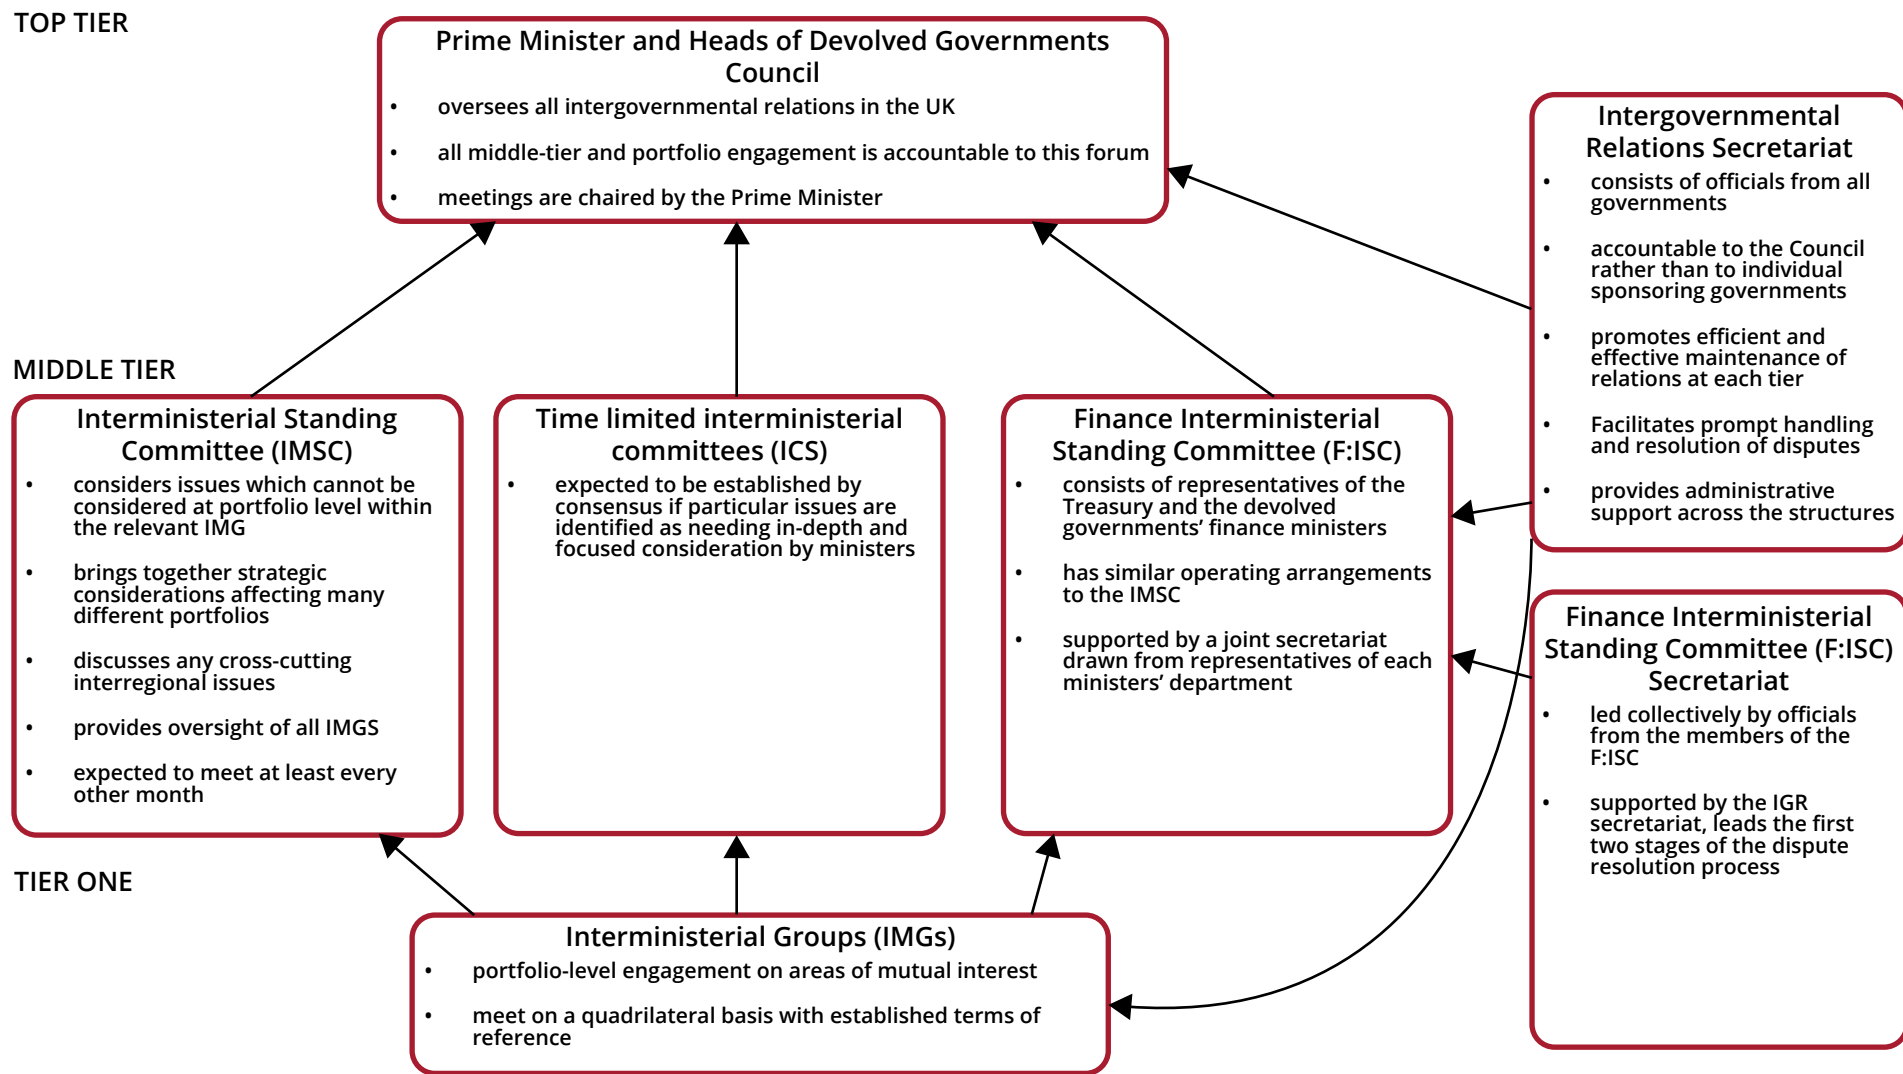 TOP TIER
Prime Minister and Heads of Devolved Governments
Council
• oversees all intergovernmental relations in the UK
• all middle-tier and portfolio engagement is accountable to this forum
• meetings are chaired by the Prime Minister
Intergovernmental
Relations Secretariat
• consists of officials from all
governments
• accountable to the Council
rather than to individual
sponsoring governments
• promotes efficient and
effective maintenance of
relations at each tier
• Facilitates prompt handling
and resolution of disputes
• provides administrative
support across the structures
MIDDLE TIER
Interministerial Standing
Committee (IMSC)
• considers issues which cannot be
considered at portfolio level within
the relevant IMG
• brings together strategic
considerations affecting many
different portfolios
• discusses any cross-cutting
interregional issues
• provides oversight of all IMGS
• expected to meet at least every
other month
Time limited interministerial
committees (ICS)
• expected to be established by
consensus if particular issues are
identified as needing in-depth and
focused consideration by ministers
Finance Interministerial
Standing Committee (F:ISC)
• consists of representatives of the
Treasury and the devolved
governments’ finance ministers
• has similar operating arrangements
to the IMSC
• supported by a joint secretariat
drawn from representatives of each
ministers’ department
Finance Interministerial
Standing Committee (F:ISC)
Secretariat
• led collectively by officials
from the members of the
F:ISC
• supported by the IGR
secretariat, leads the first
two stages of the dispute
resolution process
TIER ONE
Interministerial Groups (IMGs)
• portfolio-level engagement on areas of mutual interest
• meet on a quadrilateral basis with established terms of
reference